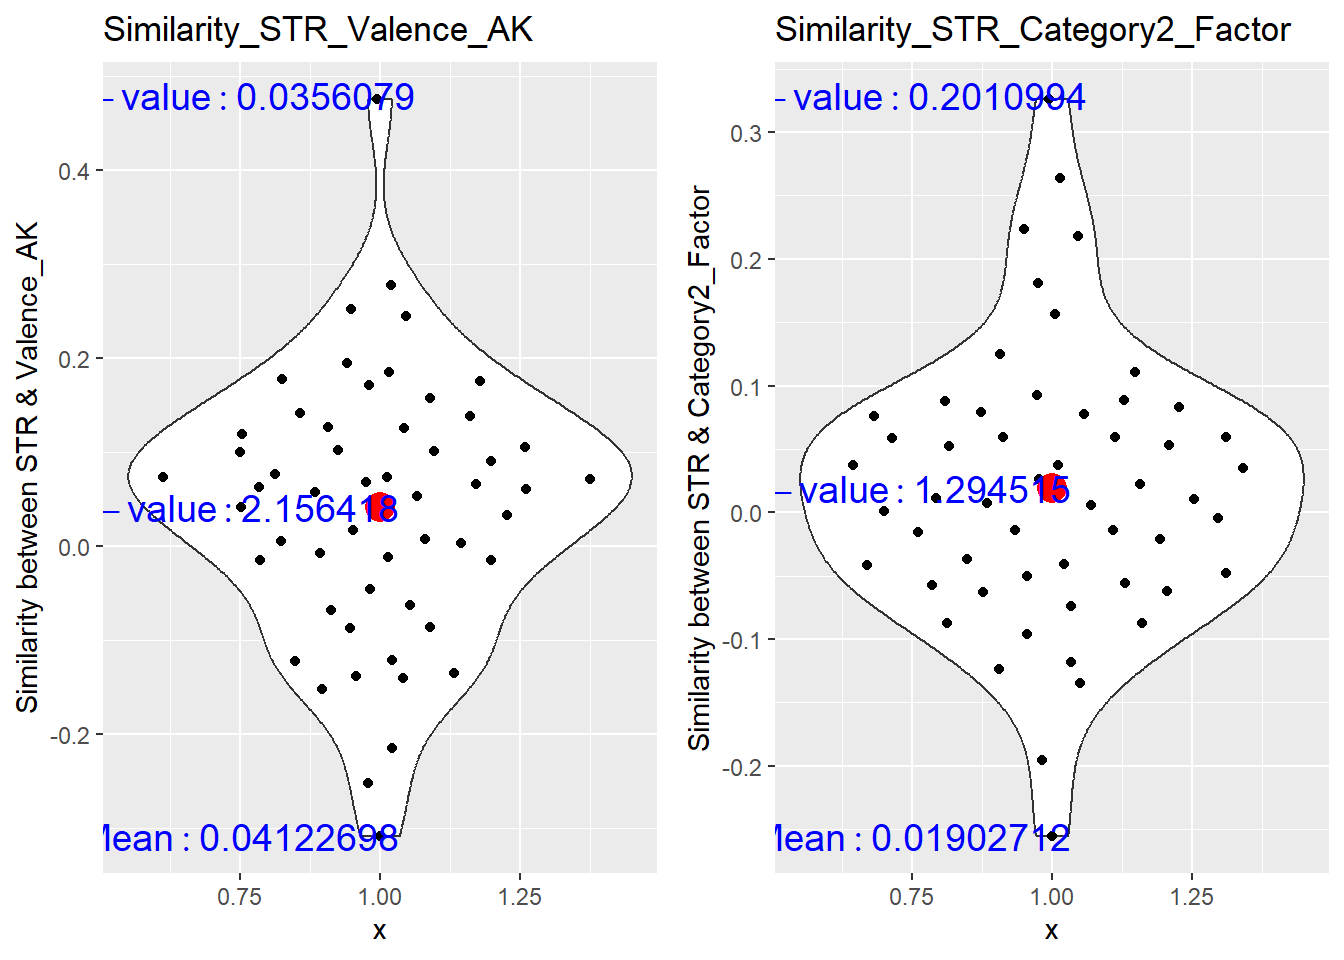 Similarity_STR_Valence_AK
− value : 0.0356079
0.4
0.2
− value : 2.156418
0.0
-0.2
Mean : 0.04122698
0.75 1.00 1.25
x
Similarity between STR & Valence_AK
Similarity_STR_Category2_Factor
− value : 0.2010994
0.3
0.2
0.1
− value : 1.294515
0.0
-0.1
-0.2
Mean : 0.01902712
0.75 1.00 1.25
x
Similarity between STR & Category2_Factor